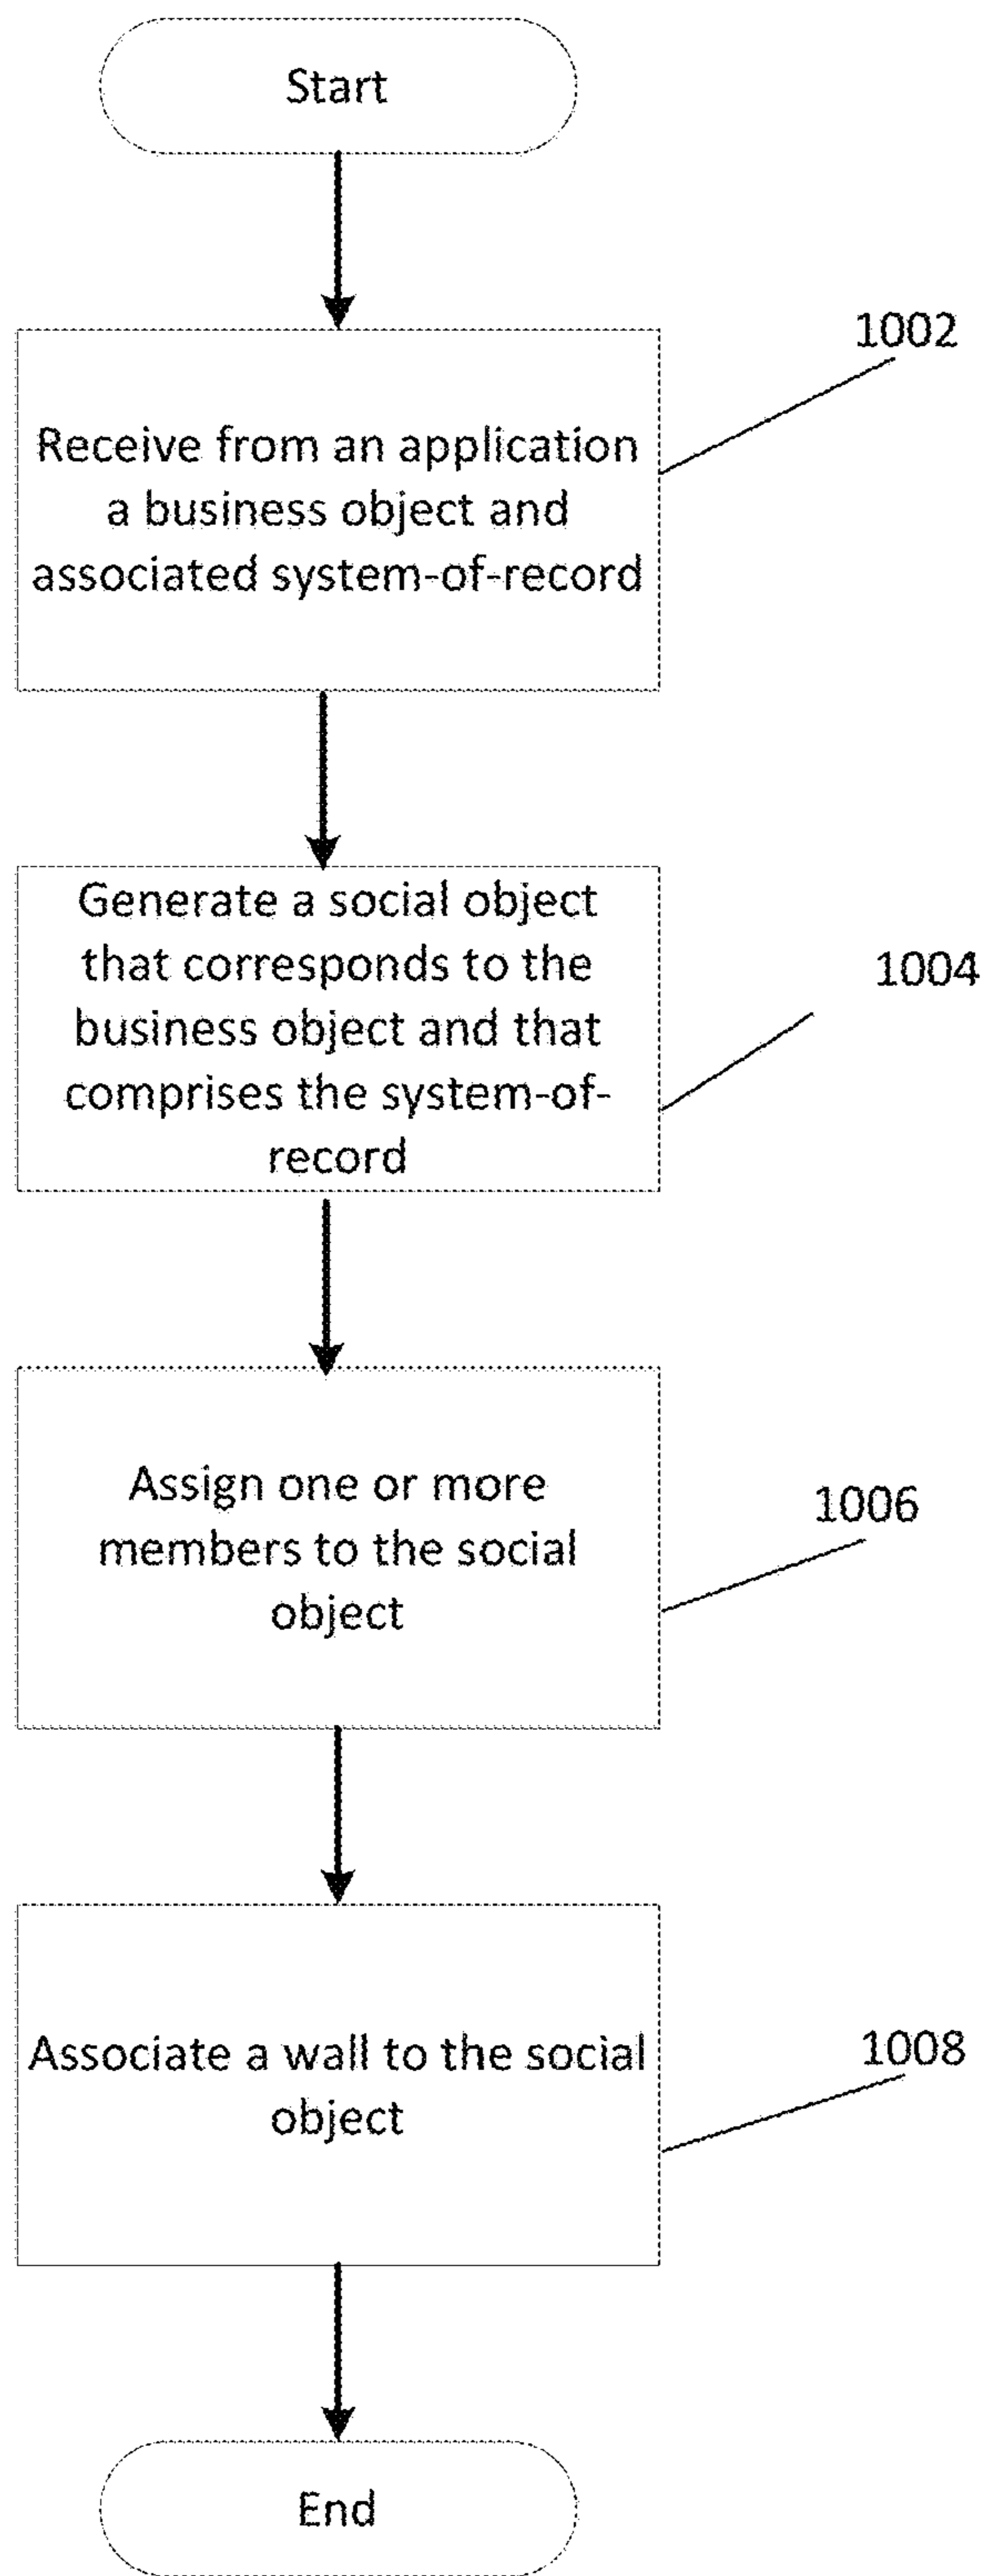 Start
1002
Receive from an application
a business object and
associated system-of-record
Generate a social object
that corresponds to the
business object and that
comprises the system-of-
record
1004
Assign one or more
members to the social
object
1006
Associate a wall to the social
object
1008
End